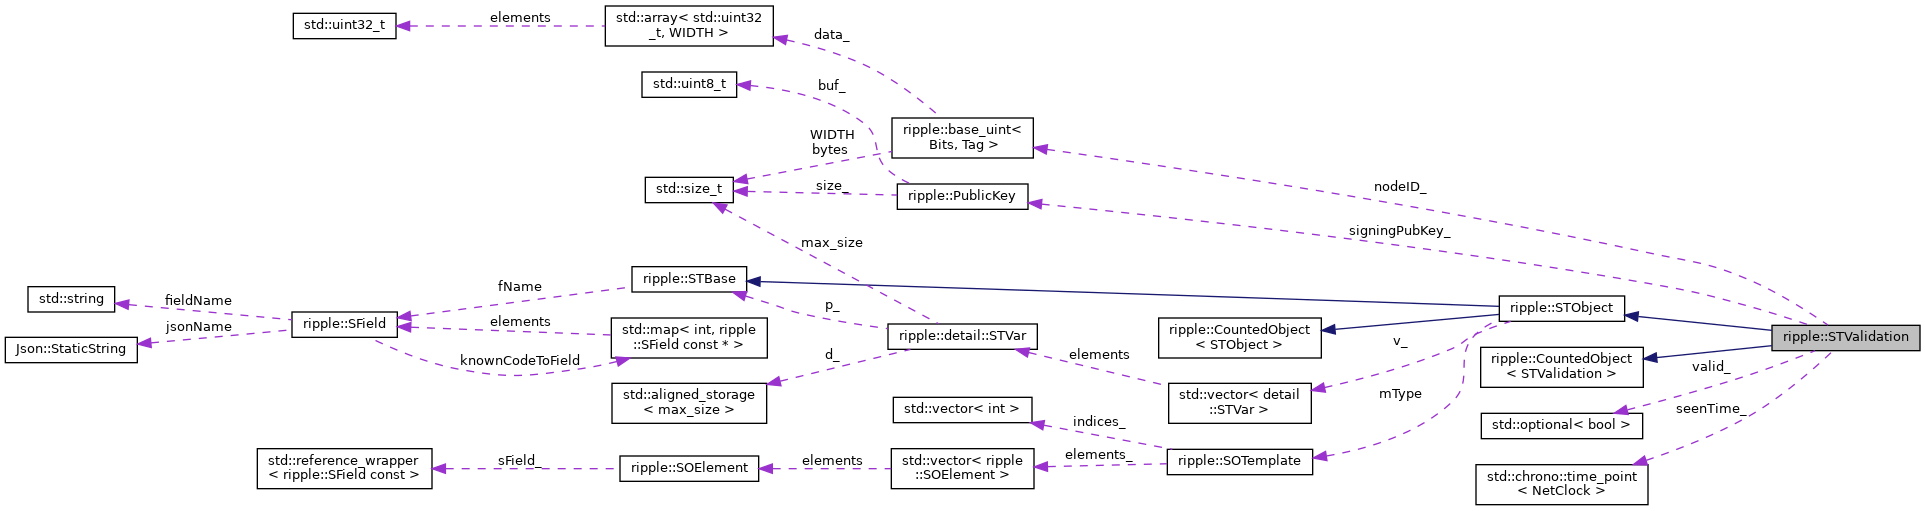 std::uint32_t
elements
std::array< std::uint32
_t, WIDTH >
data_
std::uint8_t
buf_
ripple::base_uint<
Bits, Tag >
WIDTH
bytes
std::size_t
size_
ripple::PublicKey
nodeID_
signingPubKey_
max_size
ripple::STBase
fName
std::string
fieldName
ripple::SField
jsonName
Json::StaticString
elements
std::map< int, ripple
::SField const * >
knownCodeToField
p_
ripple::detail::STVar
d_
std::aligned_storage
< max_size >
elements
std::vector< detail
::STVar >
ripple::CountedObject
< STObject >
v_
mType
ripple::STObject
ripple::STValidation
ripple::CountedObject
< STValidation >
valid_
std::optional< bool >
seenTime_
std::chrono::time_point
< NetClock >
std::vector< int >
indices_
ripple::SOTemplate
elements_
std::vector< ripple
::SOElement >
elements
ripple::SOElement
sField_
std::reference_wrapper
< ripple::SField const >